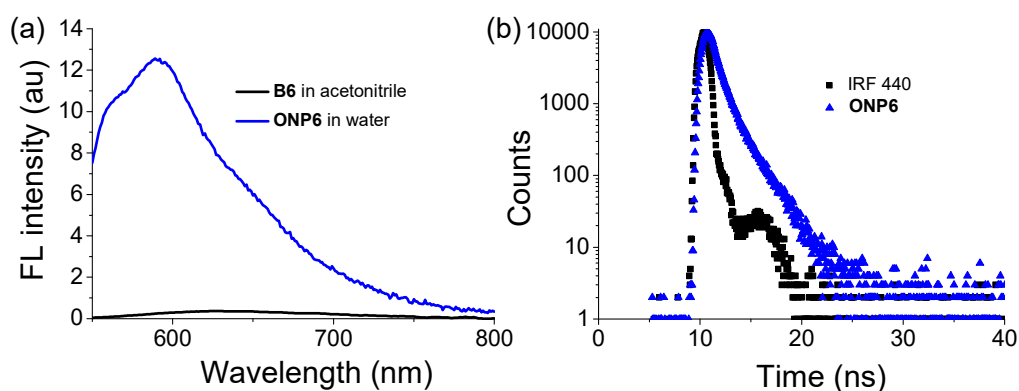 (a)
14
12
10
8
6
4
2
0
FL intensity (au)
B6 in acetonitrile
ONP6 in water
600
700
800
Wavelength (nm)
(b)
10000
1000
100
10
1
Counts
IRF 440
ONP6
0
10
20
30
40
Time (ns)